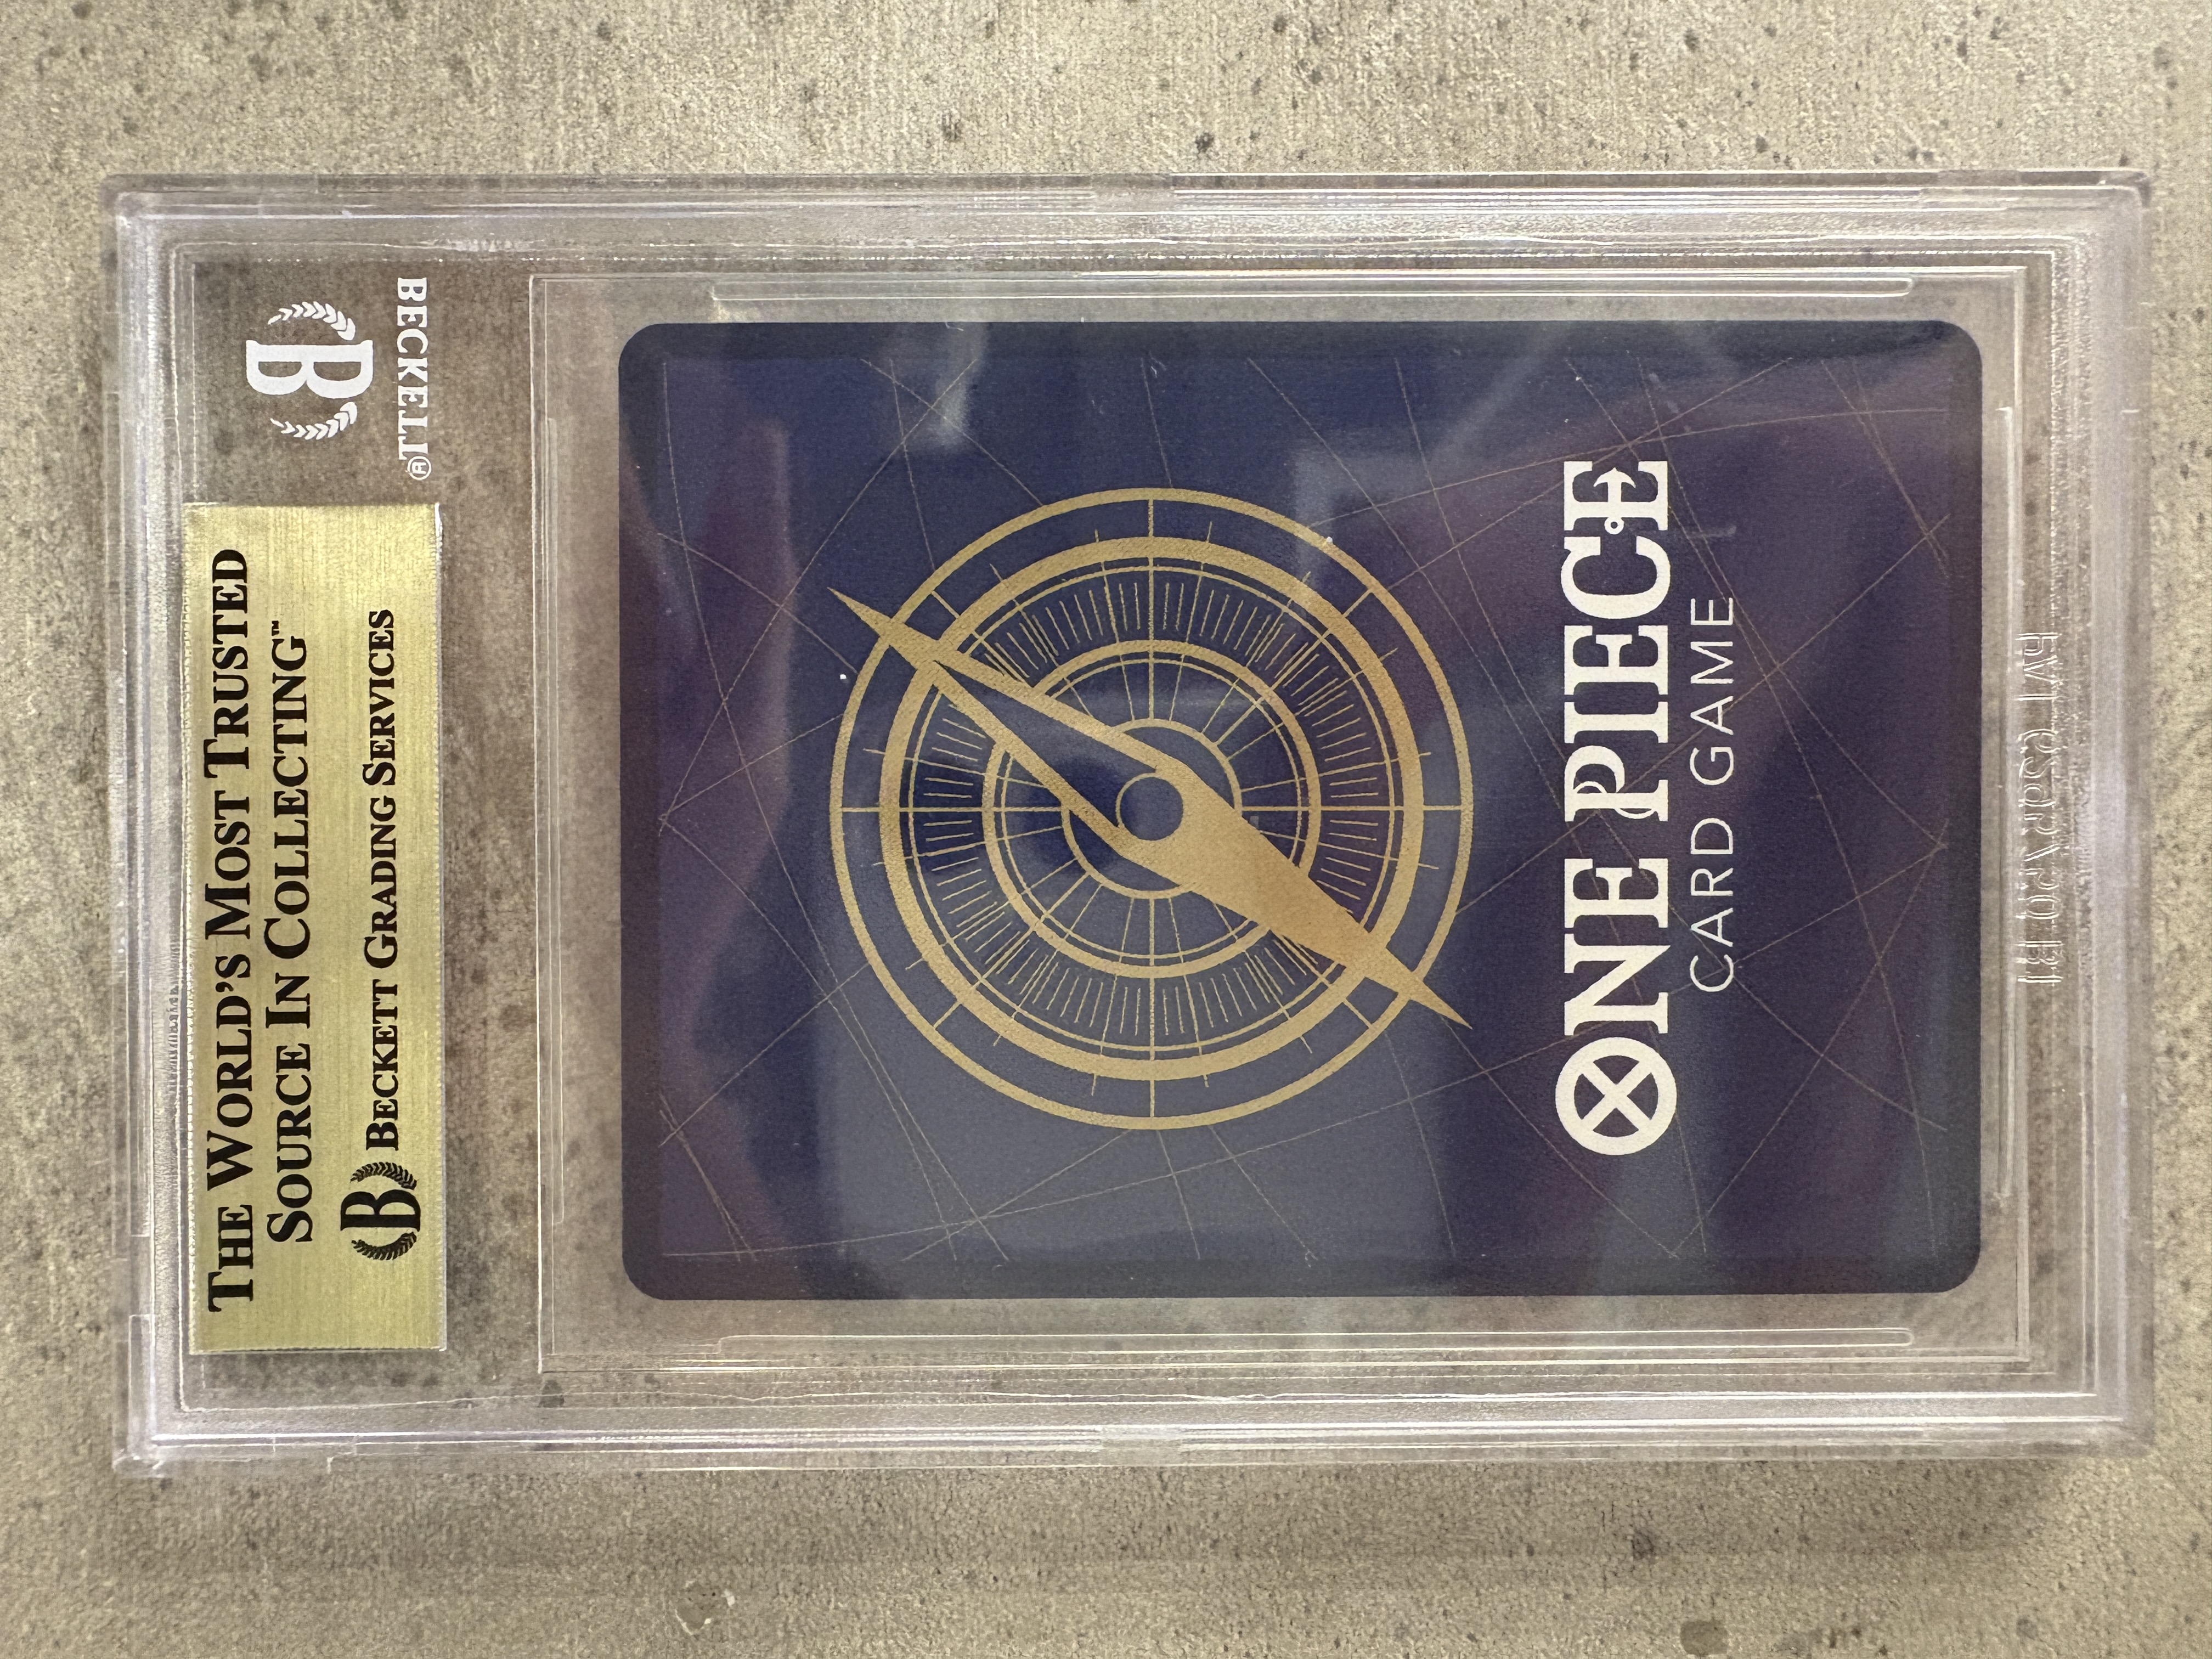 THE WORLD'S MOST TRUSTED
SOURCE IN COLLECTING™
B BECKETT GRADING SERVICES
B
BECKETT®
ONE PIECE
CARD GAME